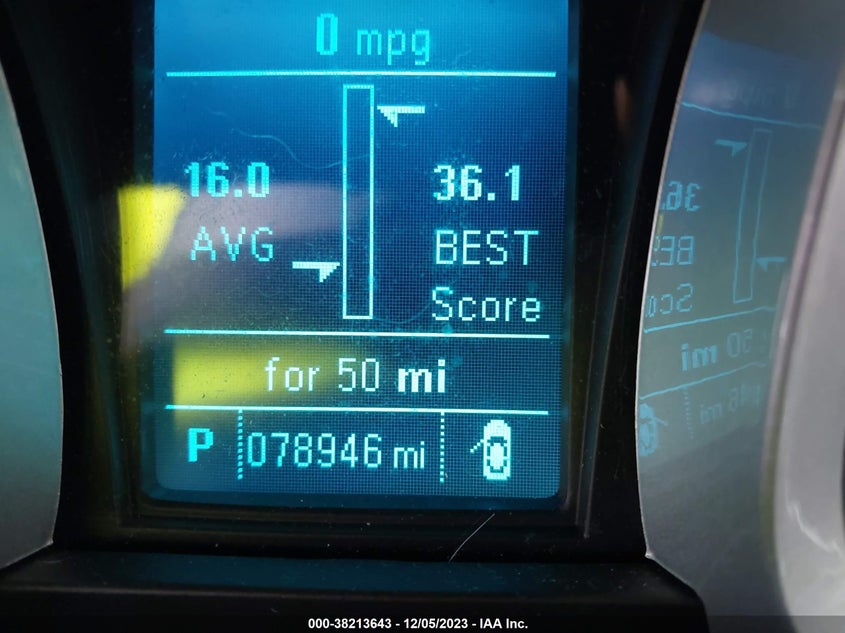 0 mpg
16.0
AVG
36.1
BEST
Score
for 50 mi
P 078946 mi
000-38213643 - 12/05/2023 - IAA Inc.